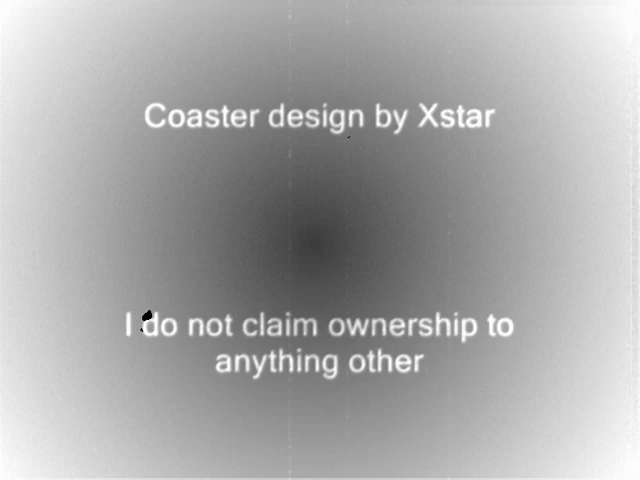 Coaster design by Xstar
I do not claim ownership to
anything other